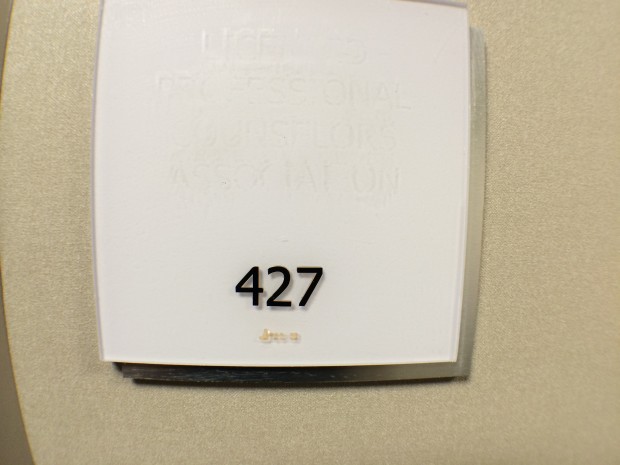 LICENSED
PROFESSIONAL
COUNSELORS
ASSOCIATION
427